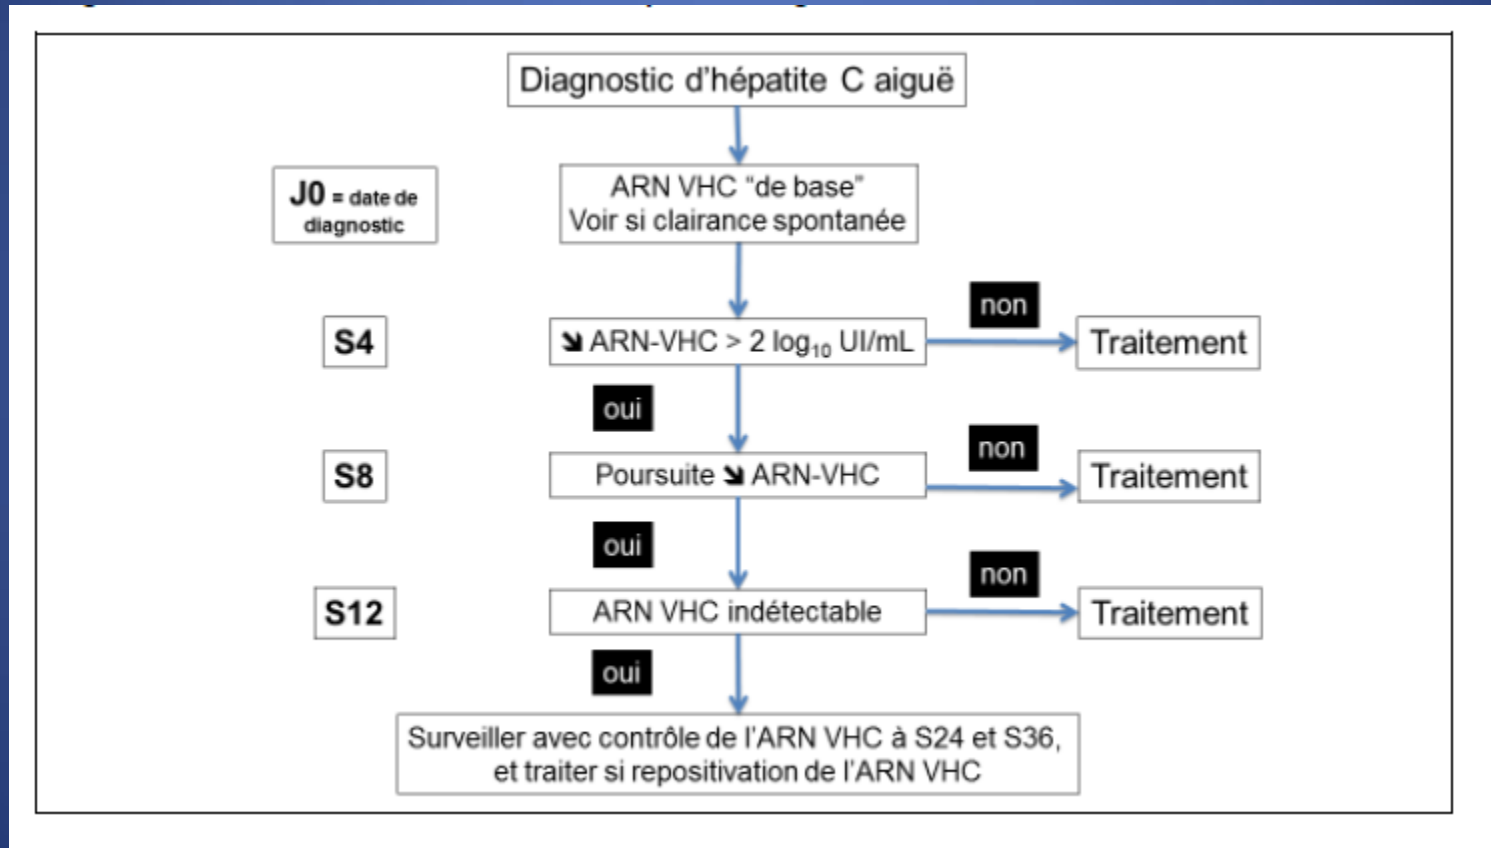 Diagnostic d'hépatite C aiguë
J0 = date de
diagnostic
ARN VHC “de base”
Voir si clairance spontanée
S4
➘ ARN-VHC > 2 log₁₀ UI/mL
non
Traitement
oui
S8
Poursuite ➘ ARN-VHC
non
Traitement
oui
S12
ARN VHC indétectable
non
Traitement
oui
Surveiller avec contrôle de l'ARN VHC à S24 et S36,
et traiter si repositivation de l'ARN VHC